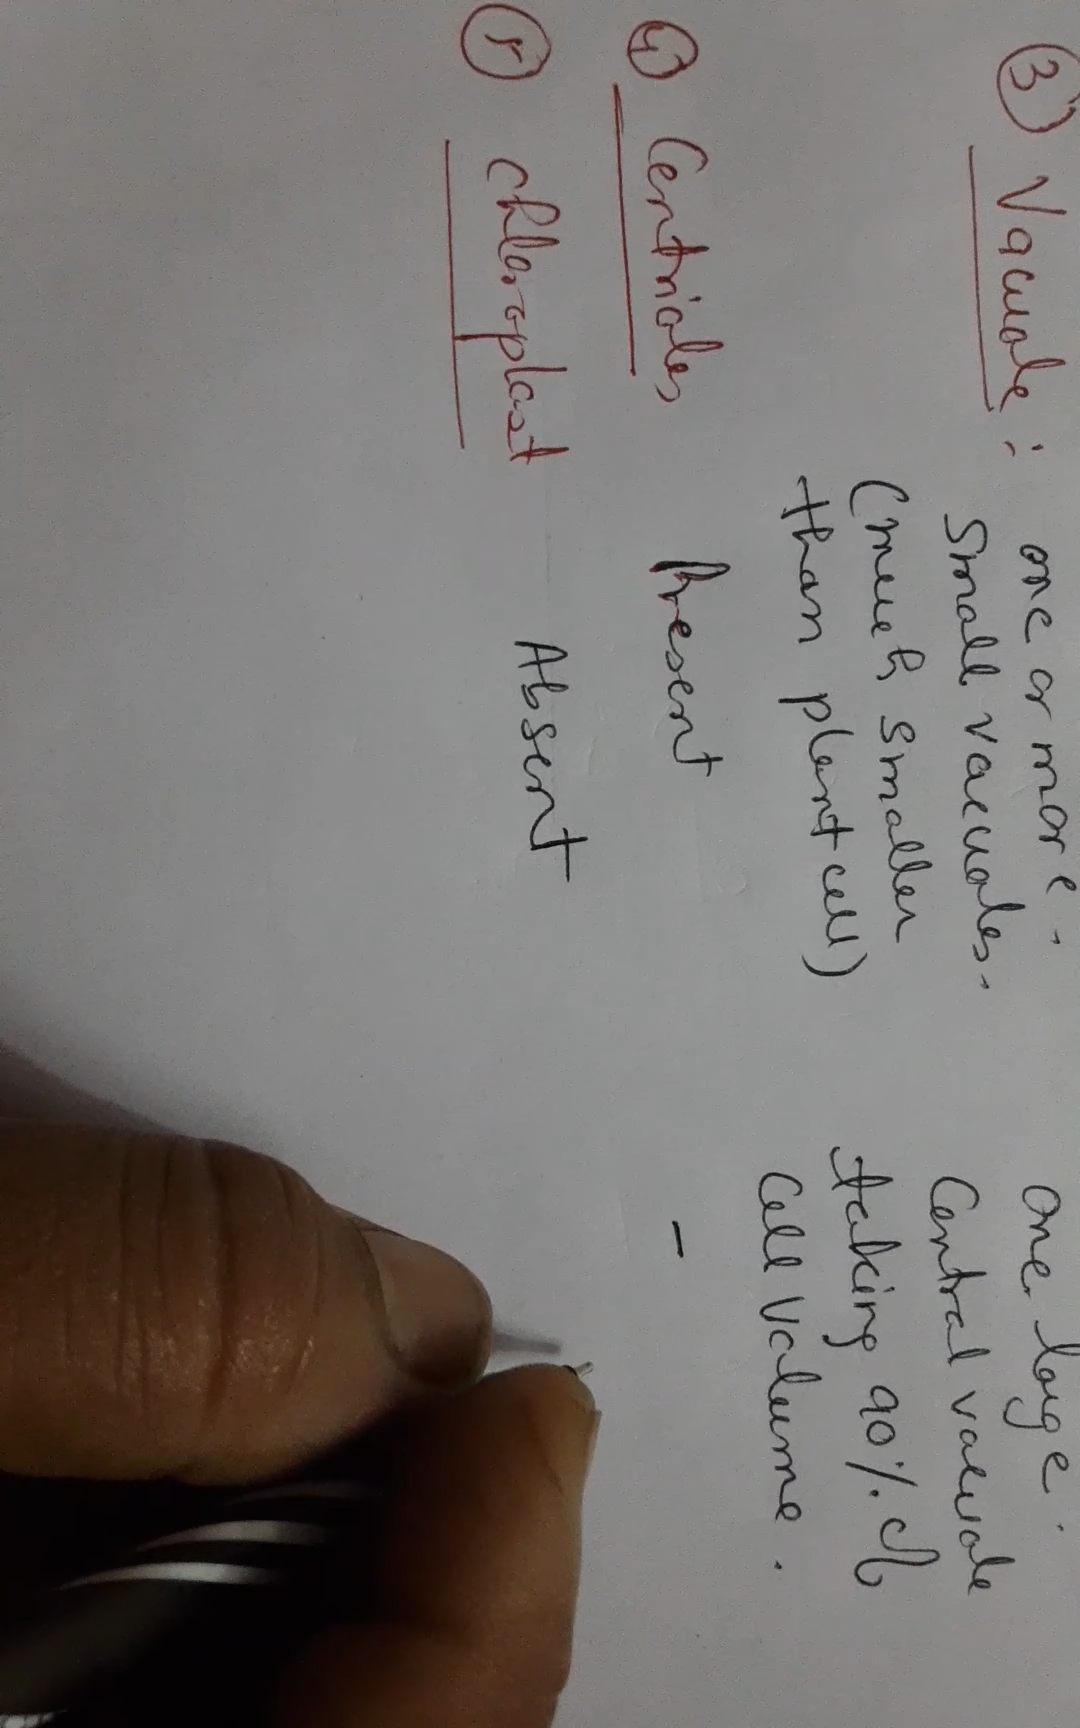 3 Vacuole : one or more. one large.
small vacuoles. Central vacuole
(much smaller taking 90% of
than plant cell) cell volume.
4 Centrioles Present –
5 chloroplast Absent